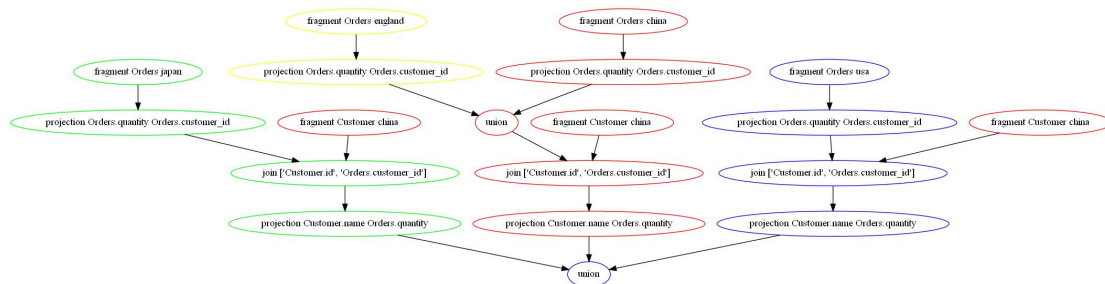 fragment Orders england
fragment Orders china
fragment Orders japan
projection Orders.quantity Orders.customer_id
projection Orders.quantity Orders.customer_id
fragment Orders usa
projection Orders.quantity Orders.customer_id
fragment Customer china
union
fragment Customer china
projection Orders.quantity Orders.customer_id
fragment Customer china
join ['Customer.id', 'Orders.customer_id']
join ['Customer.id', 'Orders.customer_id']
join ['Customer.id', 'Orders.customer_id']
projection Customer.name Orders.quantity
projection Customer.name Orders.quantity
projection Customer.name Orders.quantity
union